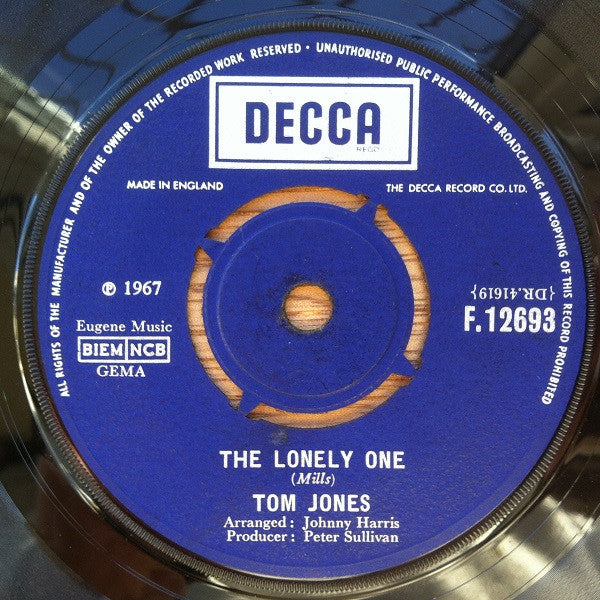 ALL RIGHTS OF THE MANUFACTURER AND OF THE OWNER OF THE RECORDED WORK RESERVED • UNAUTHORISED PUBLIC PERFORMANCE BROADCASTING AND COPYING OF THIS RECORD PROHIBITED
DECCA
MADE IN ENGLAND
THE DECCA RECORD CO. LTD.
℗ 1967
{DR.41619}
F.12693
Eugene Music
BIEM NCB
GEMA
THE LONELY ONE
(Mills)
TOM JONES
Arranged: Johnny Harris
Producer: Peter Sullivan